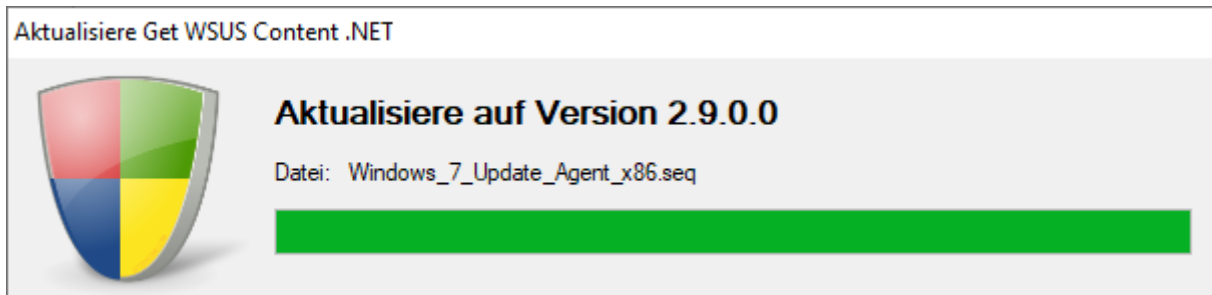 Aktualisiere Get WSUS Content .NET
Aktualisiere auf Version 2.9.0.0
Datei: Windows_7_Update_Agent_x86.seq